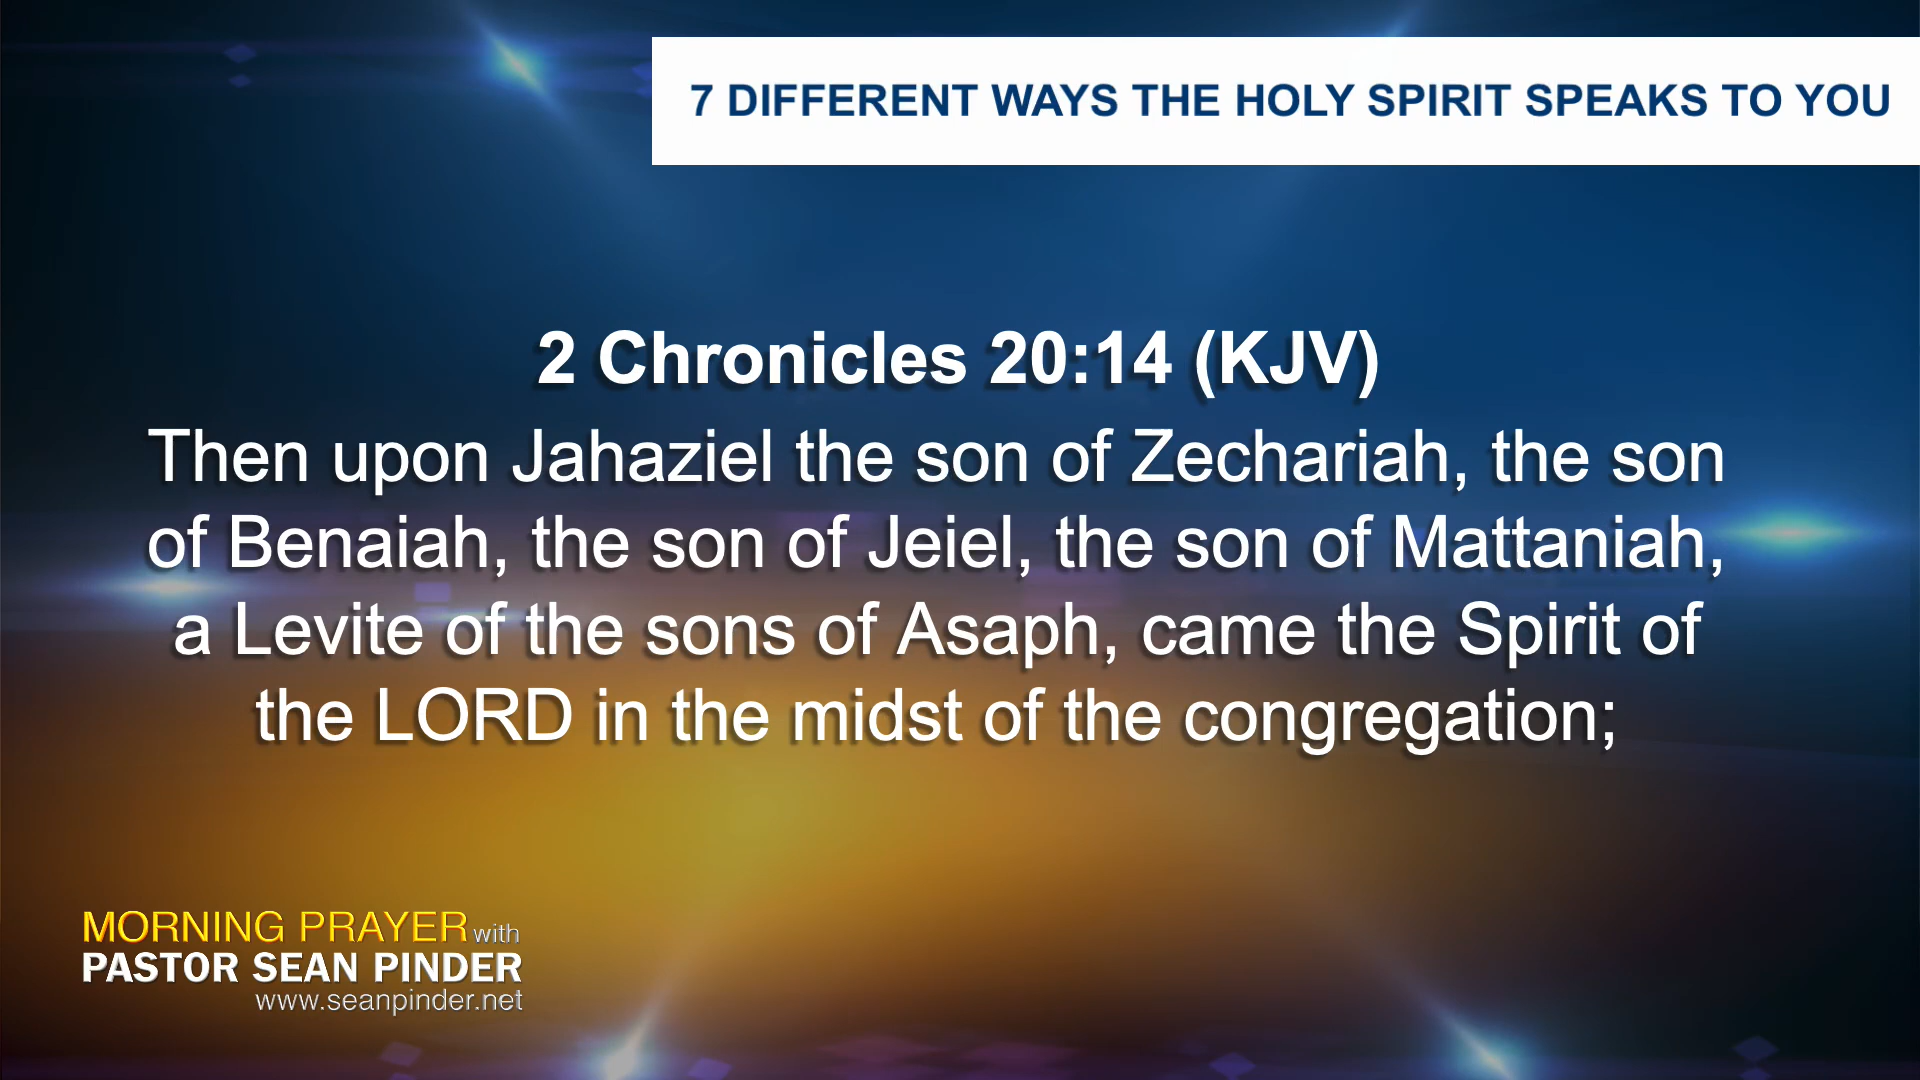 7 DIFFERENT WAYS THE HOLY SPIRIT SPEAKS TO YOU
2 Chronicles 20:14 (KJV)
Then upon Jahaziel the son of Zechariah, the son
of Benaiah, the son of Jeiel, the son of Mattaniah,
a Levite of the sons of Asaph, came the Spirit of
the LORD in the midst of the congregation;
MORNING PRAYER with
PASTOR SEAN PINDER
www.seanpinder.net